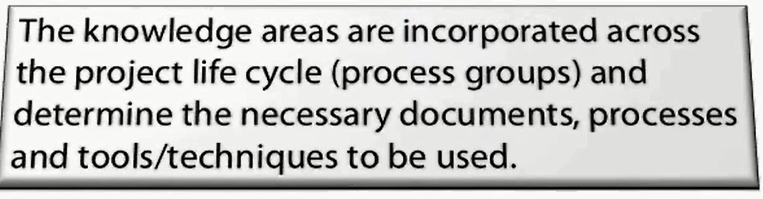 The knowledge areas are incorporated across
the project life cycle (process groups) and
determine the necessary documents, processes
and tools/techniques to be used.